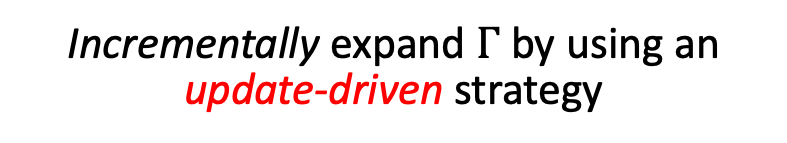 Incrementally expand Γ by using an
update-driven strategy